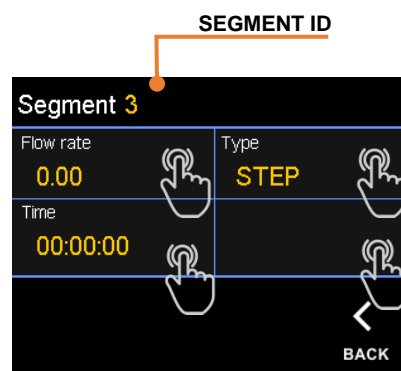 SEGMENT ID
Segment 3
Flow rate
0.00
Type
STEP
Time
00:00:00
BACK